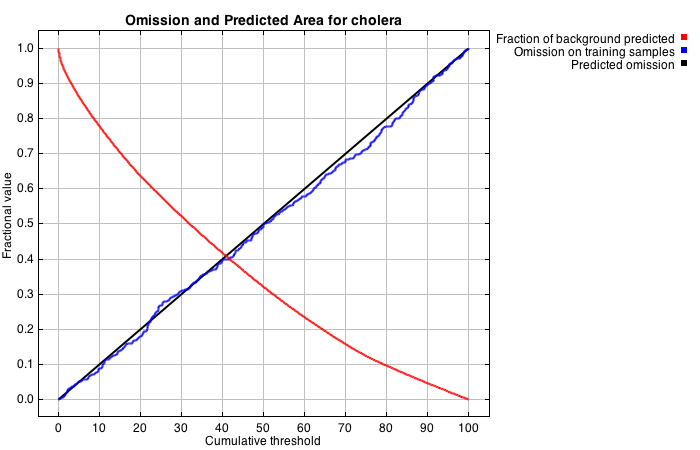 Omission and Predicted Area for cholera
Fraction of background predicted
Omission on training samples
Predicted omission
Fractional value
1.0
0.9
0.8
0.7
0.6
0.5
0.4
0.3
0.2
0.1
0.0
0 10 20 30 40 50 60 70 80 90 100
Cumulative threshold